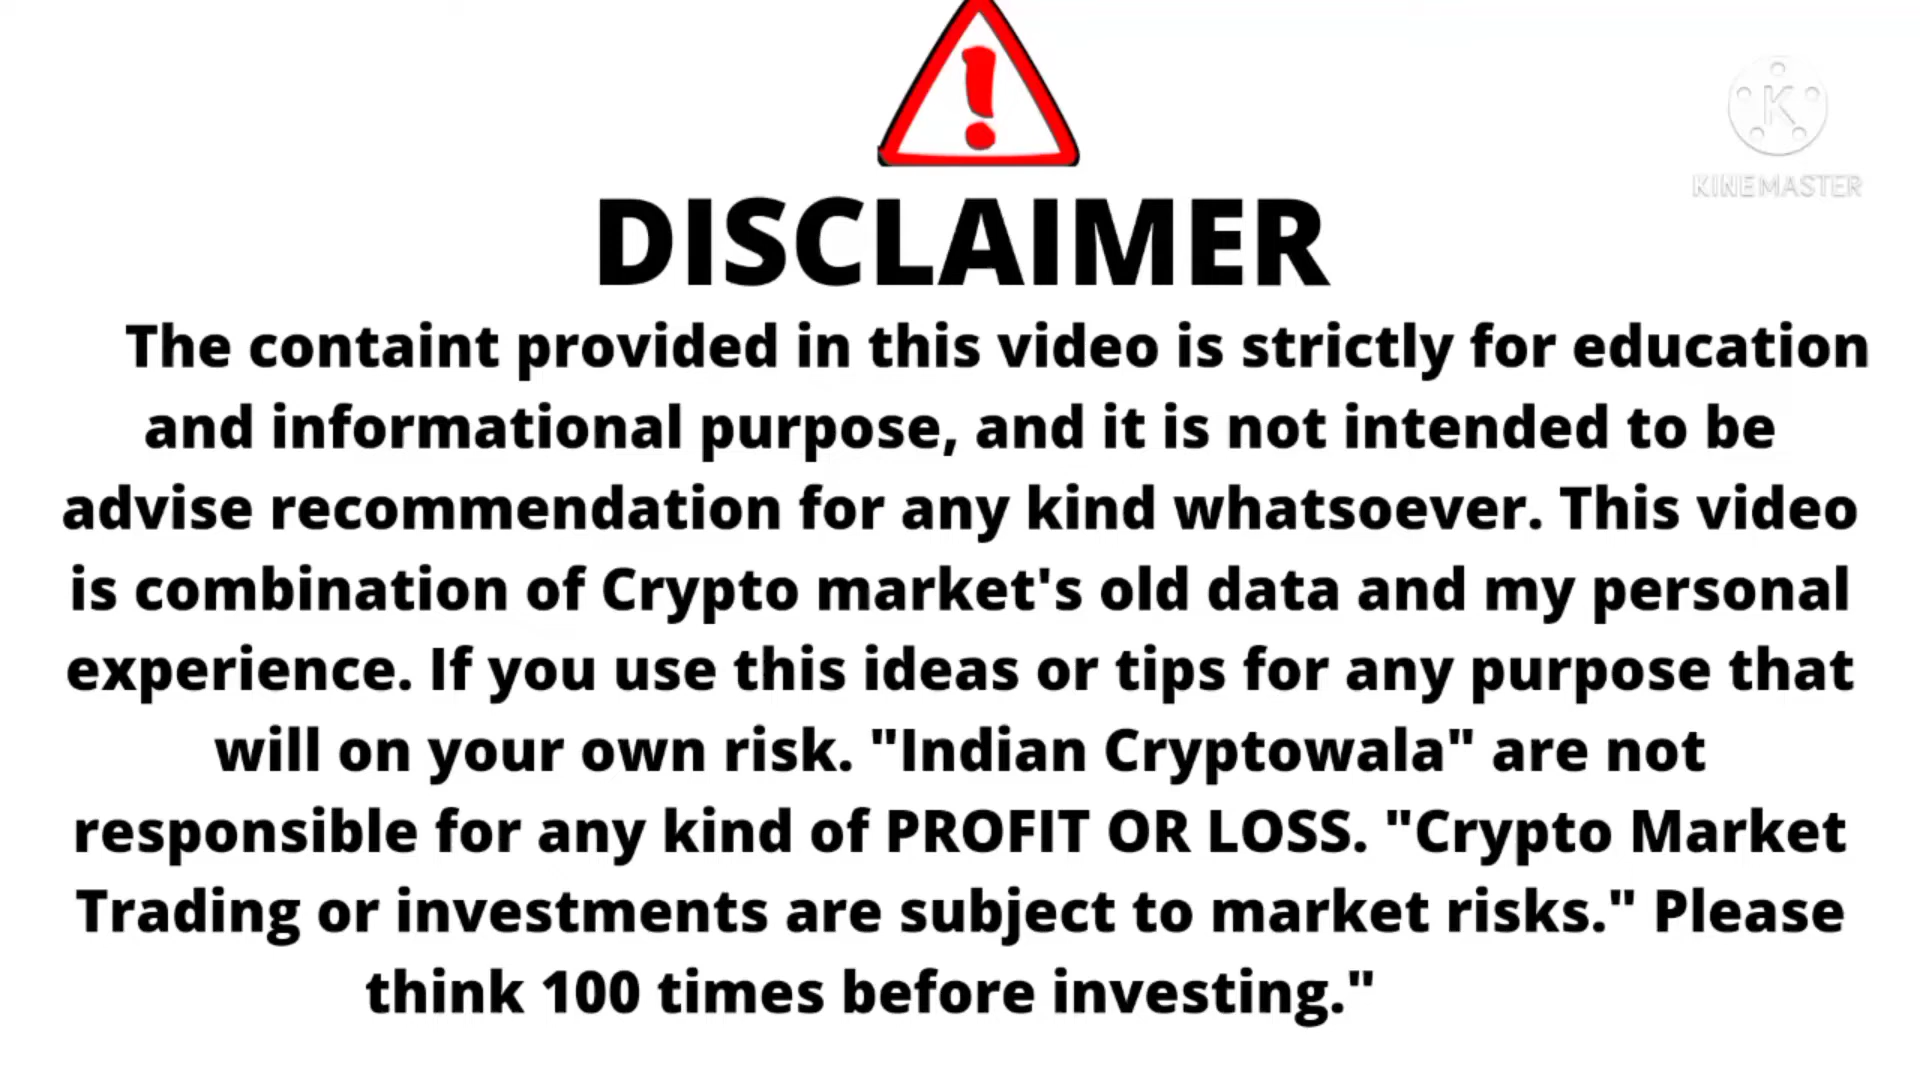 K
KINEMASTER
DISCLAIMER
The containt provided in this video is strictly for education
and informational purpose, and it is not intended to be
advise recommendation for any kind whatsoever. This video
is combination of Crypto market's old data and my personal
experience. If you use this ideas or tips for any purpose that
will on your own risk. "Indian Cryptowala" are not
responsible for any kind of PROFIT OR LOSS. "Crypto Market
Trading or investments are subject to market risks." Please
think 100 times before investing."